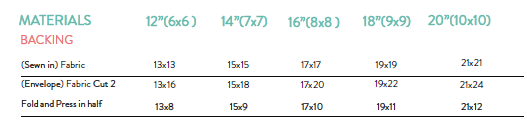 MATERIALS 12”(6x6 ) 14”(7x7) 16”(8x8 ) 18”(9x9) 20”(10x10)
BACKING
(Sewn in) Fabric 13x13 15x15 17x17 19x19 21x21
(Envelope) Fabric Cut 2 13x16 15x18 17x20 19x22 21x24
Fold and Press in half 13x8 15x9 17x10 19x11 21x12